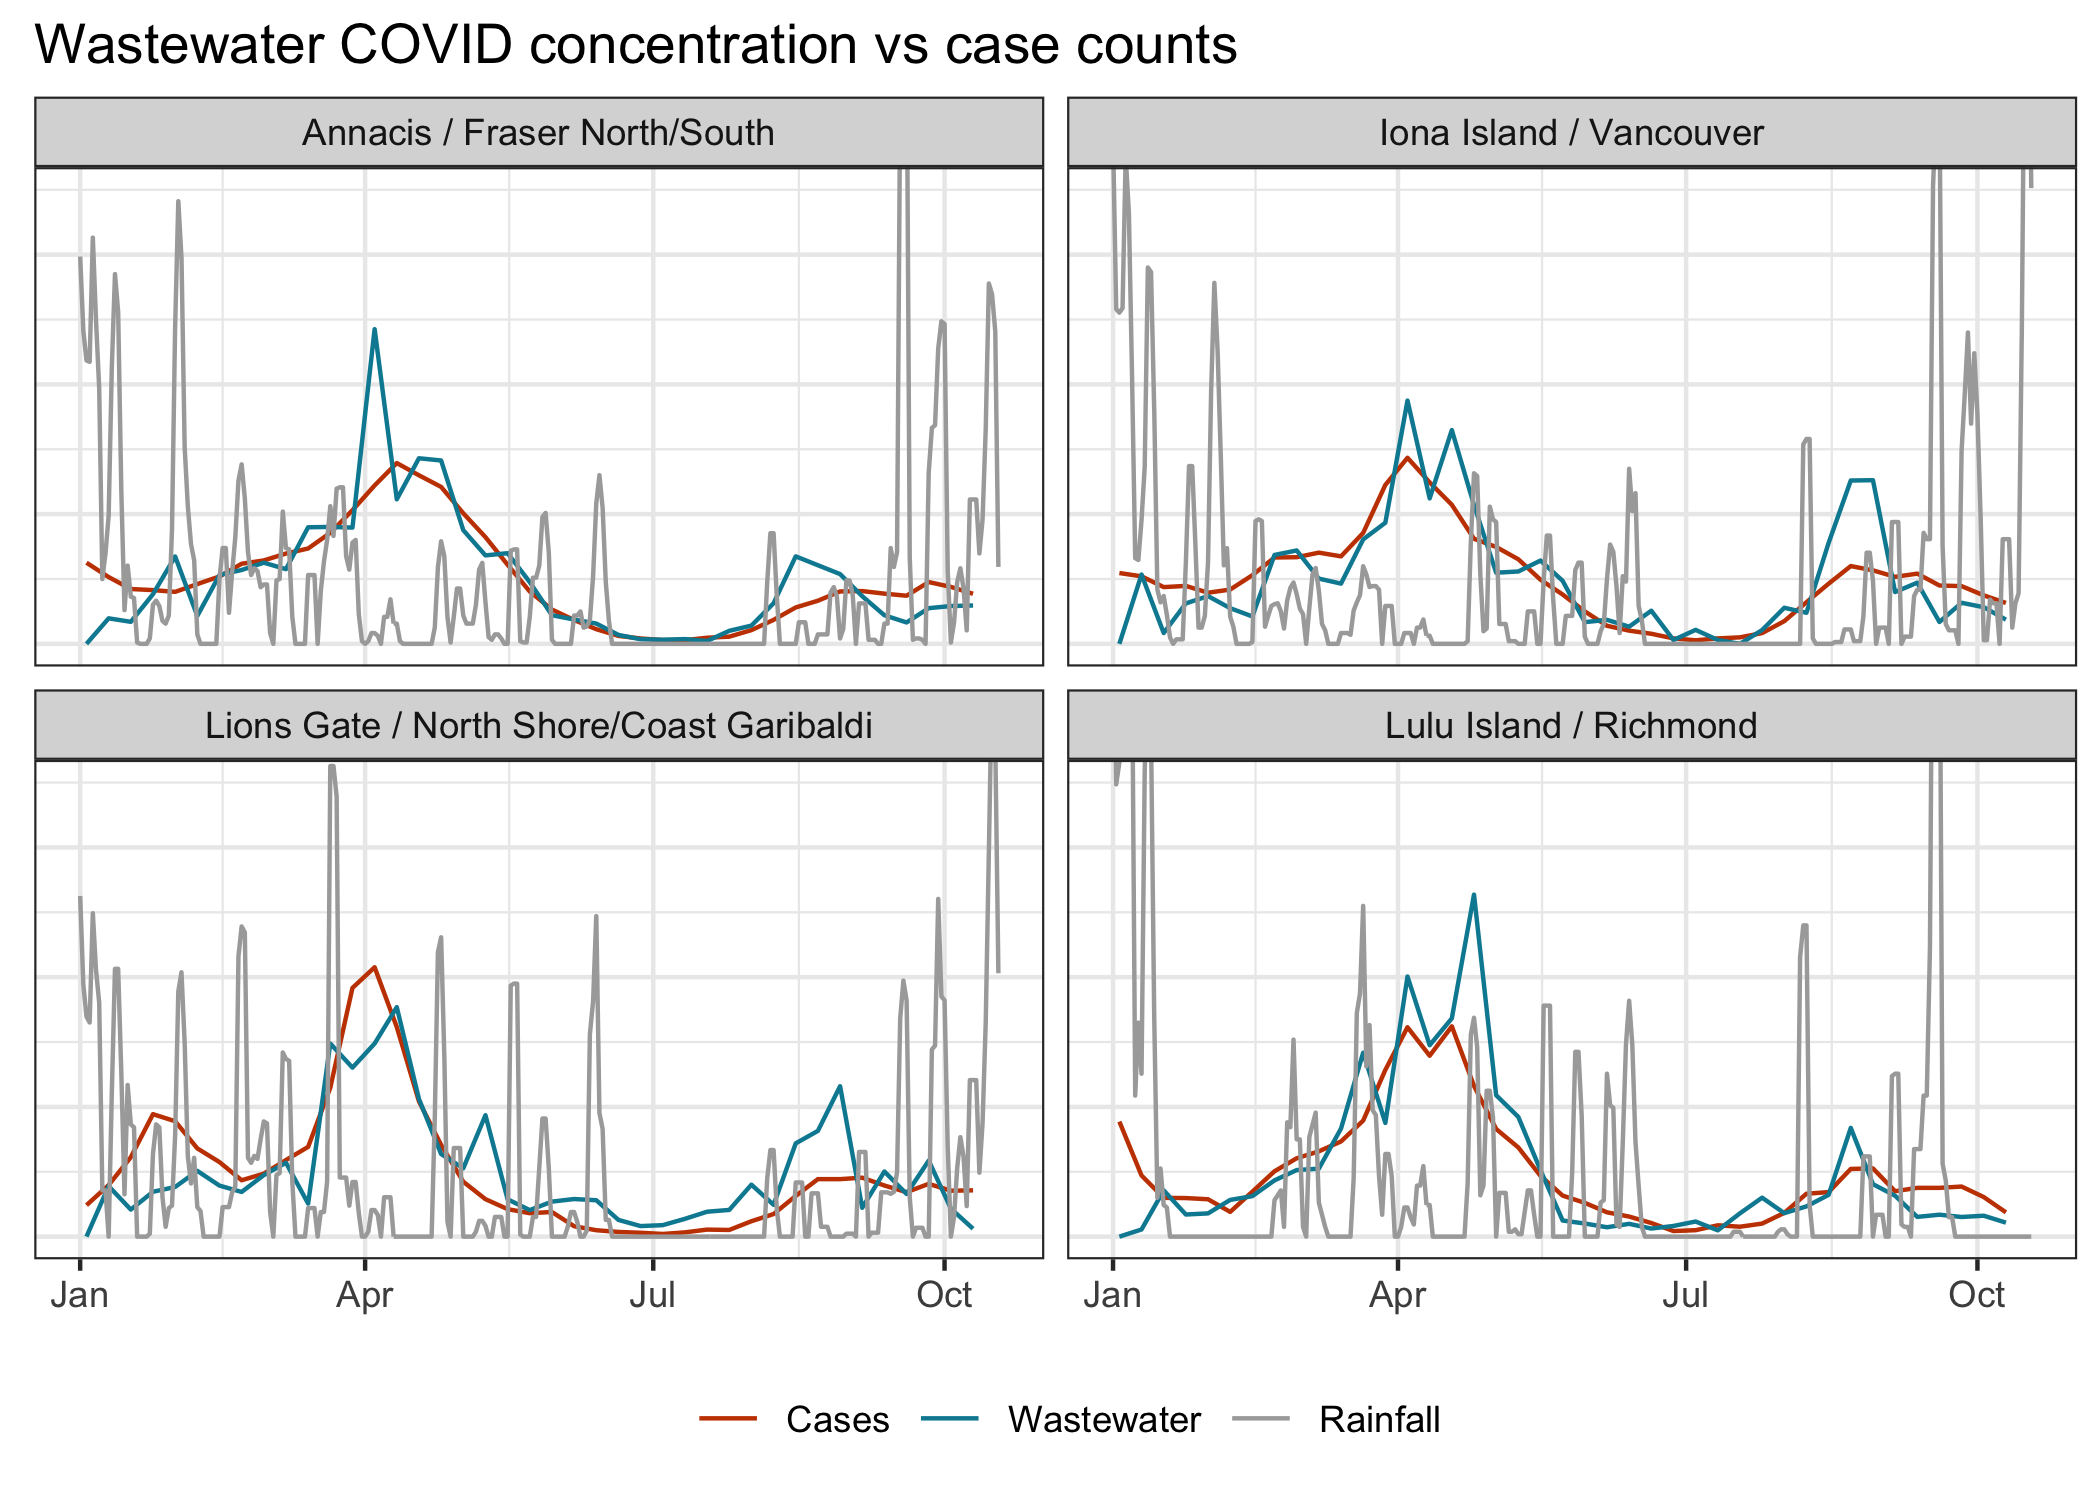 Wastewater COVID concentration vs case counts
Annacis / Fraser North/South
Iona Island / Vancouver
Lions Gate / North Shore/Coast Garibaldi
Lulu Island / Richmond
Jan Apr Jul Oct
Jan Apr Jul Oct
Cases Wastewater Rainfall